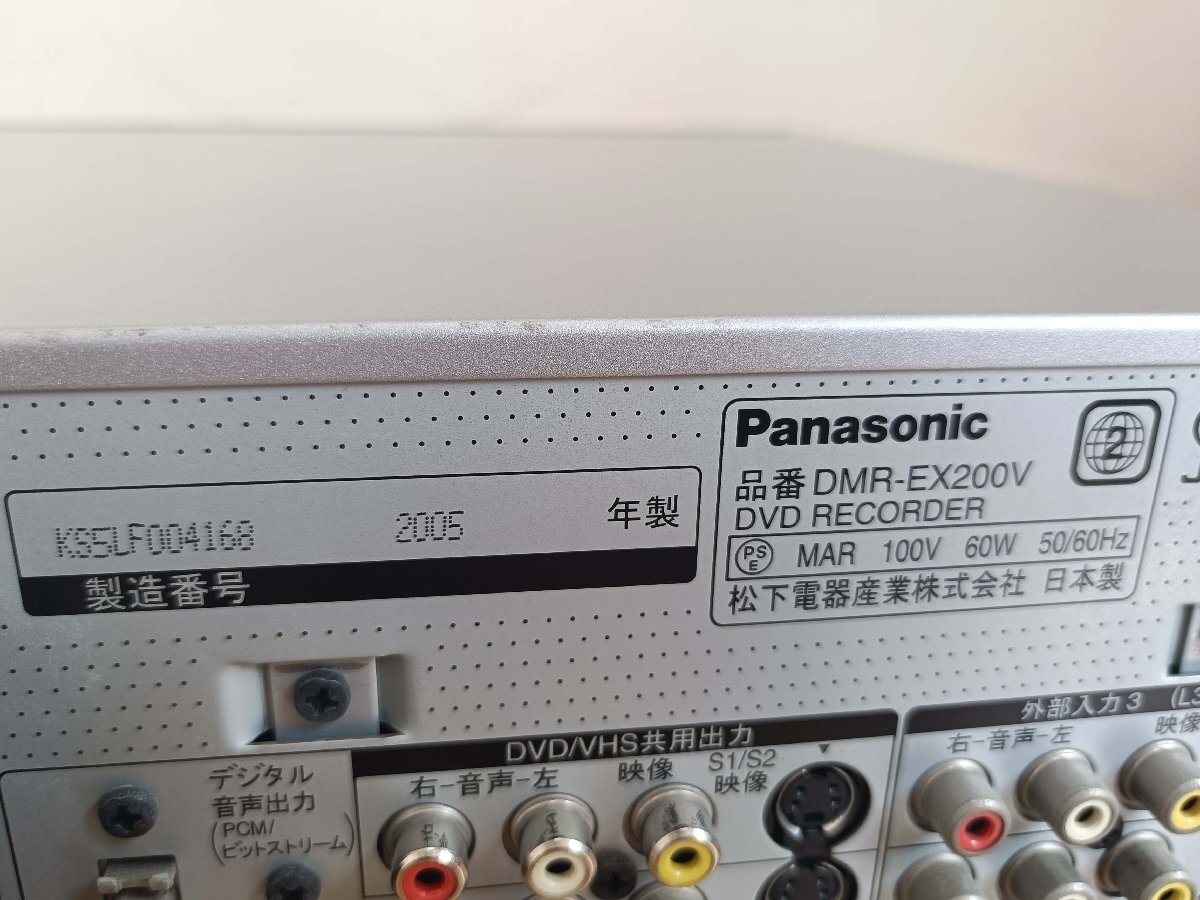 KS5LF004168 2005 年製
製造番号
Panasonic
2
品番 DMR-EX200V
DVD RECORDER
PS E MAR 100V 60W 50/60Hz
松下電器産業株式会社 日本製
DVD/VHS共用出力
右-音声-左 映像 S1/S2 映像
外部入力3 (L3
右-音声-左 映像
デジタル
音声出力
(PCM/
ビットストリーム)